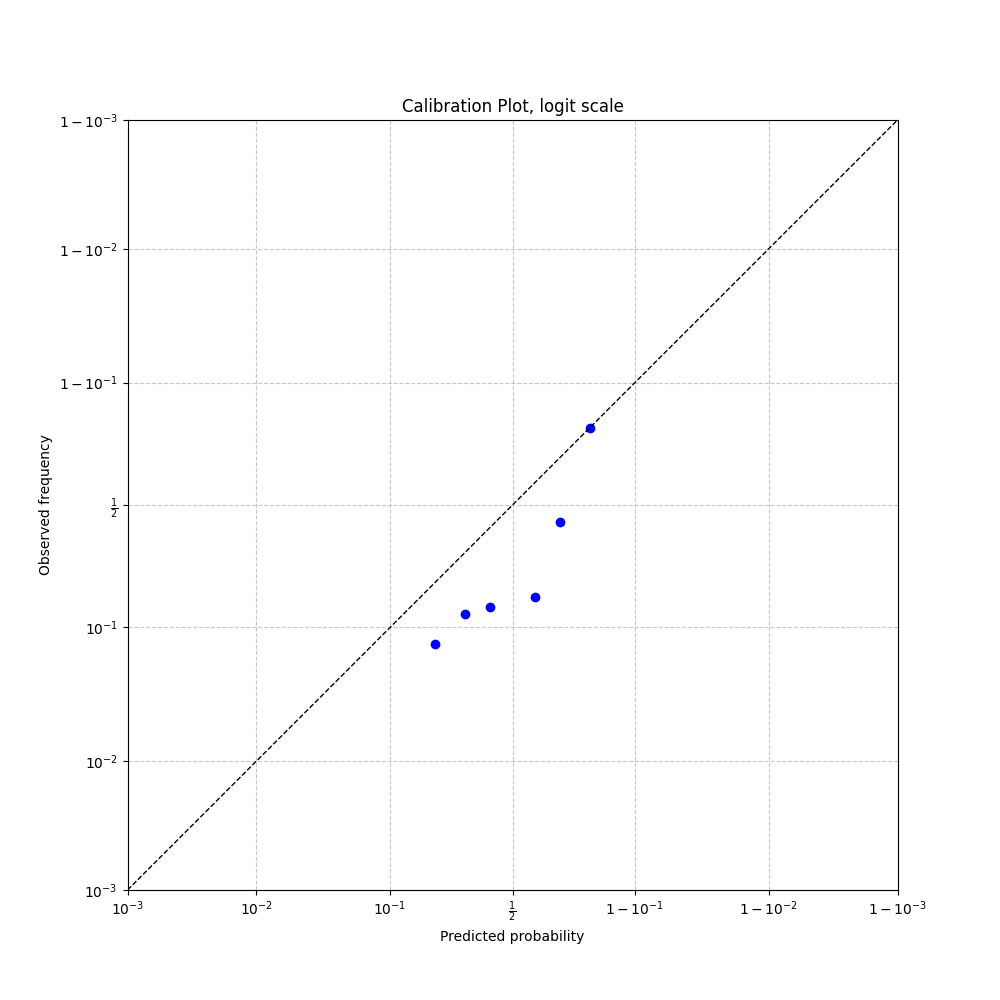 Calibration Plot, logit scale
Observed frequency
1 − 10⁻³
1 − 10⁻²
1 − 10⁻¹
½
10⁻¹
10⁻²
10⁻³
10⁻³ 10⁻² 10⁻¹ ½ 1 − 10⁻¹ 1 − 10⁻² 1 − 10⁻³
Predicted probability